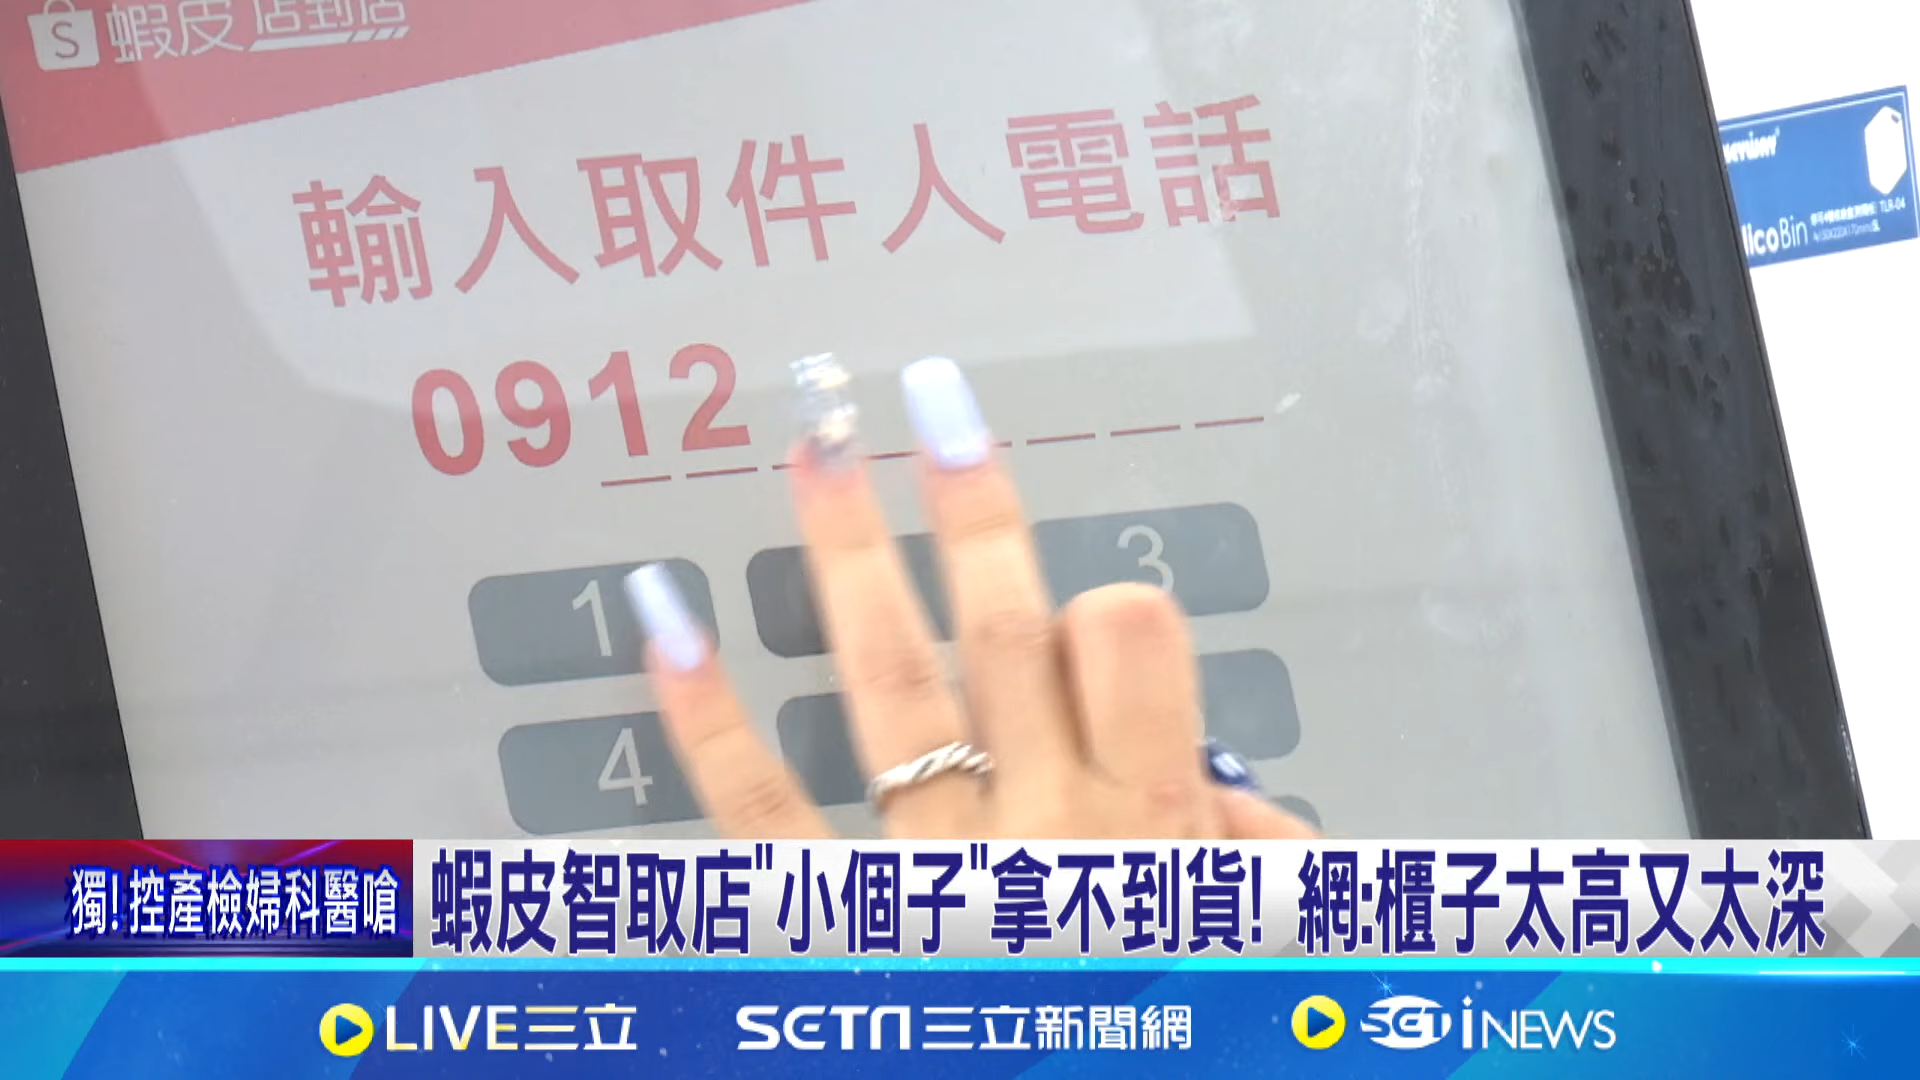 S 蝦皮 店到店
輸入取件人電話
0912
1
3
4
TLR-04
獨!控產檢婦科醫嗆
蝦皮智取店"小個子"拿不到貨! 網:櫃子太高又太深
LIVE三立
SETN三立新聞網
SET iNEWS